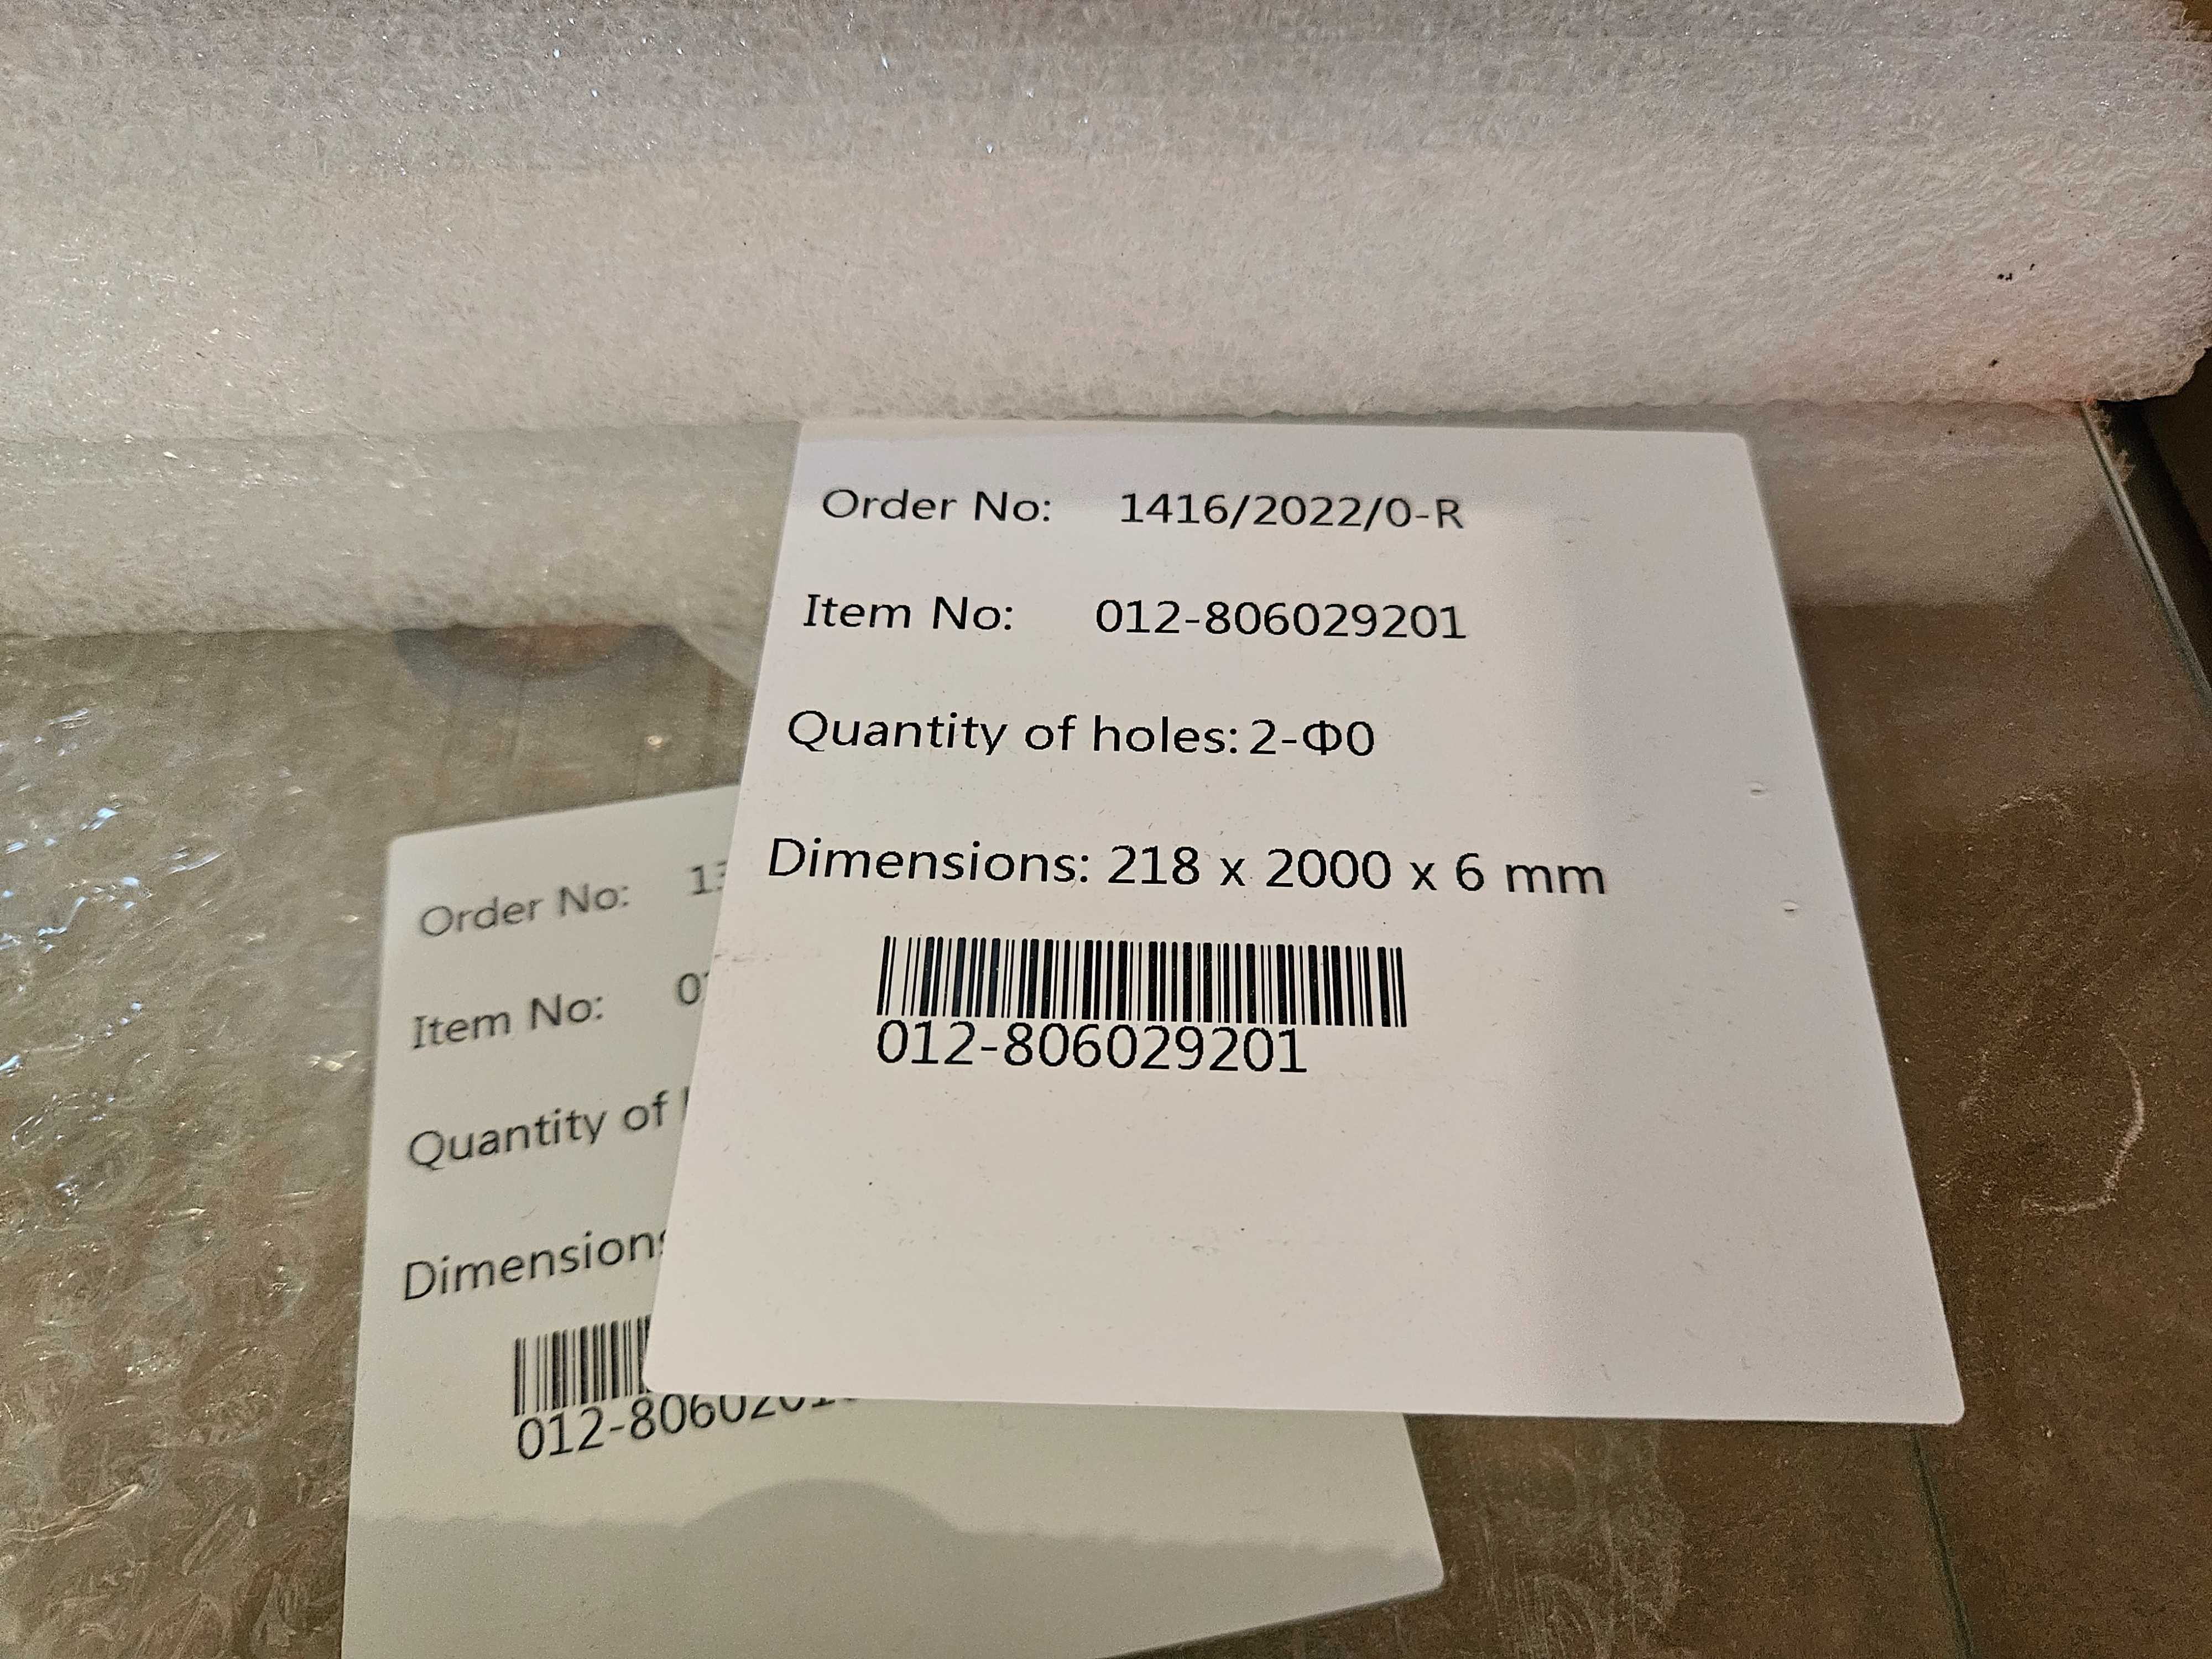 Order No: 1416/2022/0-R
Item No: 012-806029201
Quantity of holes: 2-Φ0
Dimensions: 218 x 2000 x 6 mm
012-806029201
Order No:
Item No:
Quantity of